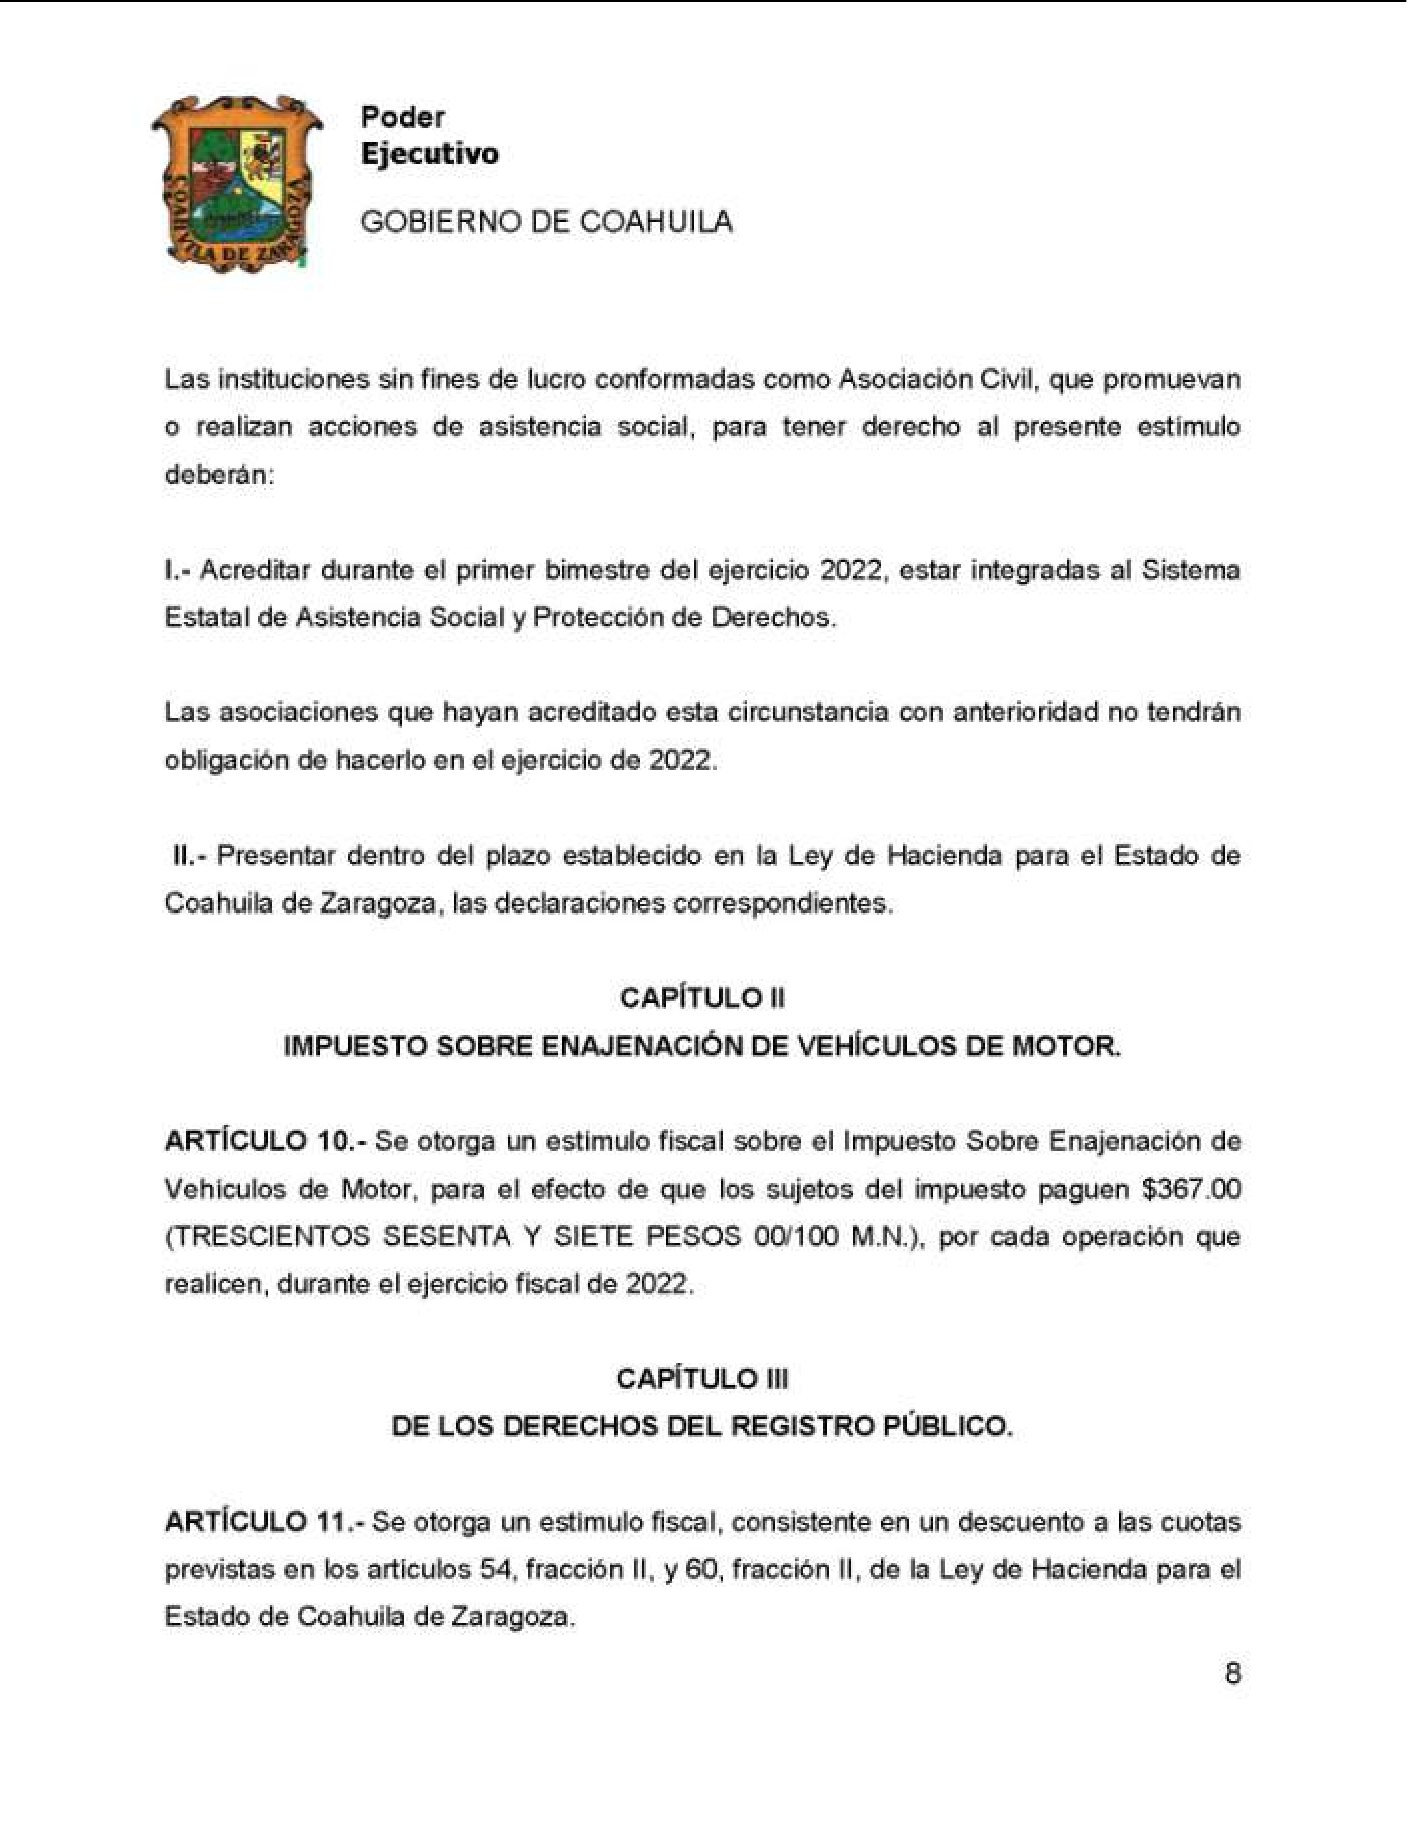 Poder
Ejecutivo
GOBIERNO DE COAHUILA
COAHVILA DE ZARAGOZA
Las instituciones sin fines de lucro conformadas como Asociación Civil, que promuevan
o realizan acciones de asistencia social, para tener derecho al presente estímulo
deberán:
I.- Acreditar durante el primer bimestre del ejercicio 2022, estar integradas al Sistema
Estatal de Asistencia Social y Protección de Derechos.
Las asociaciones que hayan acreditado esta circunstancia con anterioridad no tendrán
obligación de hacerlo en el ejercicio de 2022.
II.- Presentar dentro del plazo establecido en la Ley de Hacienda para el Estado de
Coahuila de Zaragoza, las declaraciones correspondientes.
CAPÍTULO II
IMPUESTO SOBRE ENAJENACIÓN DE VEHÍCULOS DE MOTOR.
ARTÍCULO 10.- Se otorga un estímulo fiscal sobre el Impuesto Sobre Enajenación de
Vehículos de Motor, para el efecto de que los sujetos del impuesto paguen $367.00
(TRESCIENTOS SESENTA Y SIETE PESOS 00/100 M.N.), por cada operación que
realicen, durante el ejercicio fiscal de 2022.
CAPÍTULO III
DE LOS DERECHOS DEL REGISTRO PÚBLICO.
ARTÍCULO 11.- Se otorga un estímulo fiscal, consistente en un descuento a las cuotas
previstas en los artículos 54, fracción II, y 60, fracción II, de la Ley de Hacienda para el
Estado de Coahuila de Zaragoza.
8